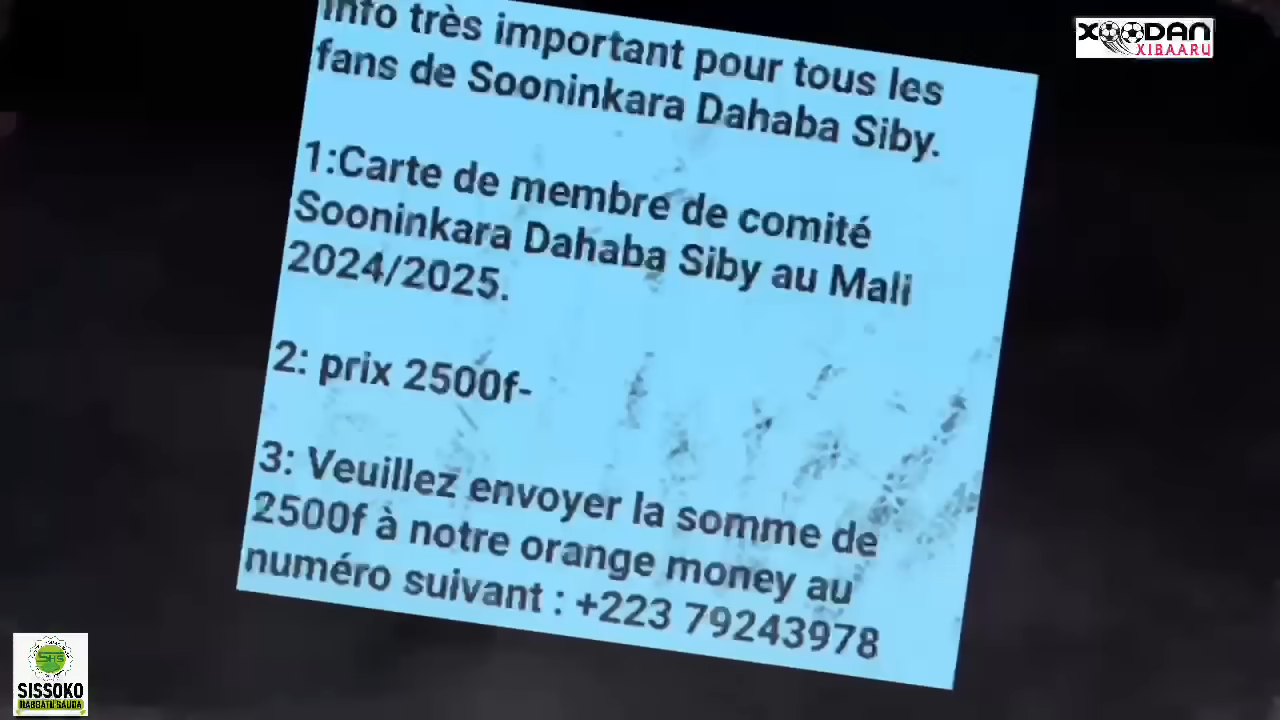 Info très important pour tous les
fans de Sooninkara Dahaba Siby.
1:Carte de membre de comité
Sooninkara Dahaba Siby au Mali
2024/2025.
2: prix 2500f-
3: Veuillez envoyer la somme de
2500f à notre orange money au
numéro suivant : +223 79243978
XOODAN
XIBAARU
SHG
SISSOKO